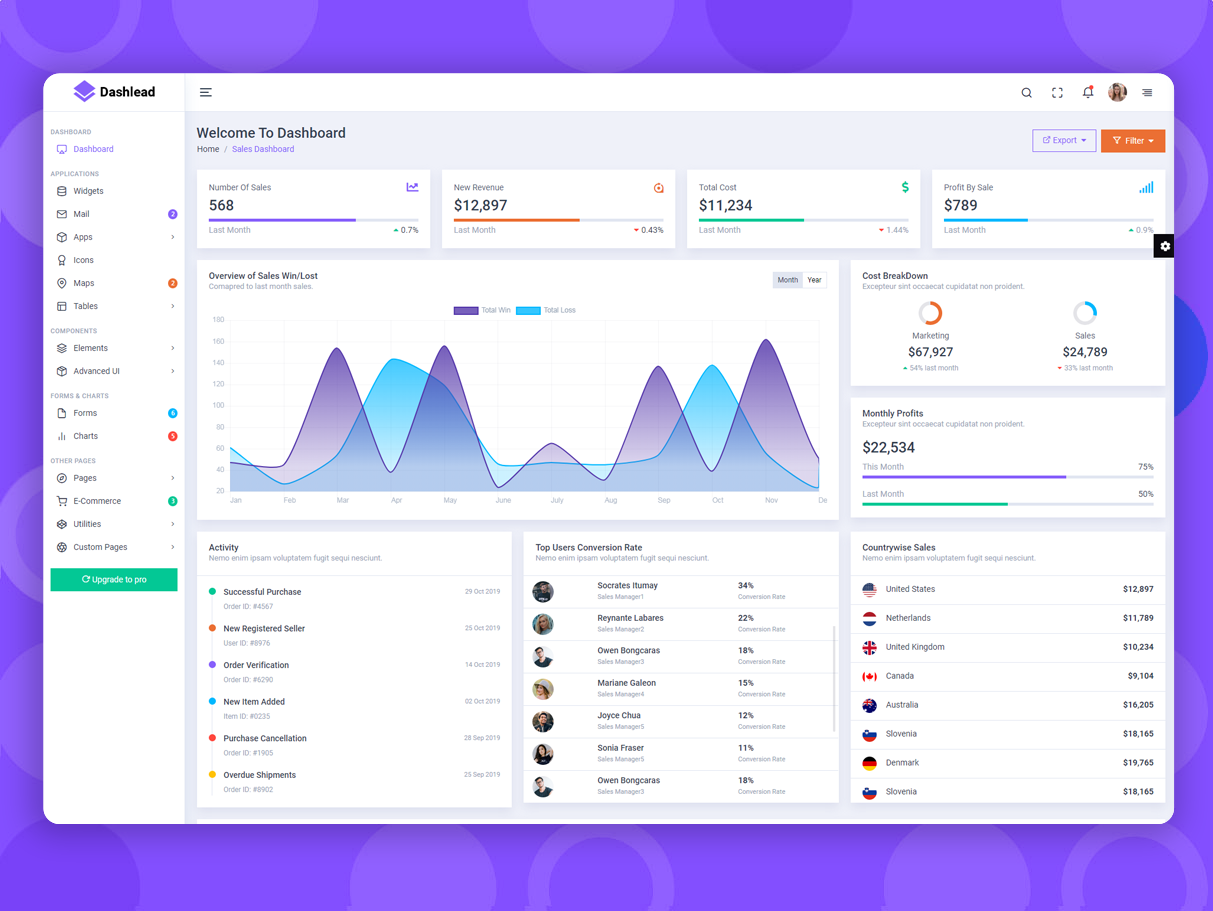 Dashlead
DASHBOARD
Dashboard
APPLICATIONS
Widgets
Mail 2
Apps
Icons
Maps 2
Tables
COMPONENTS
Elements
Advanced UI
FORMS & CHARTS
Forms 6
Charts 5
OTHER PAGES
Pages
E-Commerce 3
Utilities
Custom Pages
Upgrade to pro
Welcome To Dashboard
Home / Sales Dashboard
Export
Filter
Number Of Sales
568
Last Month 0.7%
New Revenue
$12,897
Last Month 0.43%
Total Cost
$11,234
Last Month 1.44%
Profit By Sale
$789
Last Month 0.9%
Overview of Sales Win/Lost
Comapred to last month sales.
Month Year
Total Win Total Loss
180
160
140
120
100
80
60
40
20
Jan Feb Mar Apr May June July Aug Sep Oct Nov De
Cost BreakDown
Excepteur sint occaecat cupidatat non proident.
Marketing
$67,927
54% last month
Sales
$24,789
33% last month
Monthly Profits
Excepteur sint occaecat cupidatat non proident.
$22,534
This Month 75%
Last Month 50%
Activity
Nemo enim ipsam voluptatem fugit sequi nesciunt.
Successful Purchase 29 Oct 2019
Order ID: #4567
New Registered Seller 25 Oct 2019
User ID: #8976
Order Verification 14 Oct 2019
Order ID: #6290
New Item Added 02 Oct 2019
Item ID: #0235
Purchase Cancellation 28 Sep 2019
Order ID: #1905
Overdue Shipments 25 Sep 2019
Order ID: #8902
Top Users Conversion Rate
Nemo enim ipsam voluptatem fugit sequi nesciunt.
Socrates Itumay 34%
Sales Manager1 Conversion Rate
Reynante Labares 22%
Sales Manager2 Conversion Rate
Owen Bongcaras 18%
Sales Manager3 Conversion Rate
Mariane Galeon 15%
Sales Manager4 Conversion Rate
Joyce Chua 12%
Sales Manager5 Conversion Rate
Sonia Fraser 11%
Sales Manager5 Conversion Rate
Owen Bongcaras 18%
Sales Manager3 Conversion Rate
Countrywise Sales
Nemo enim ipsam voluptatem fugit sequi nesciunt.
United States $12,897
Netherlands $11,789
United Kingdom $10,234
Canada $9,104
Australia $16,205
Slovenia $18,165
Denmark $19,765
Slovenia $18,165